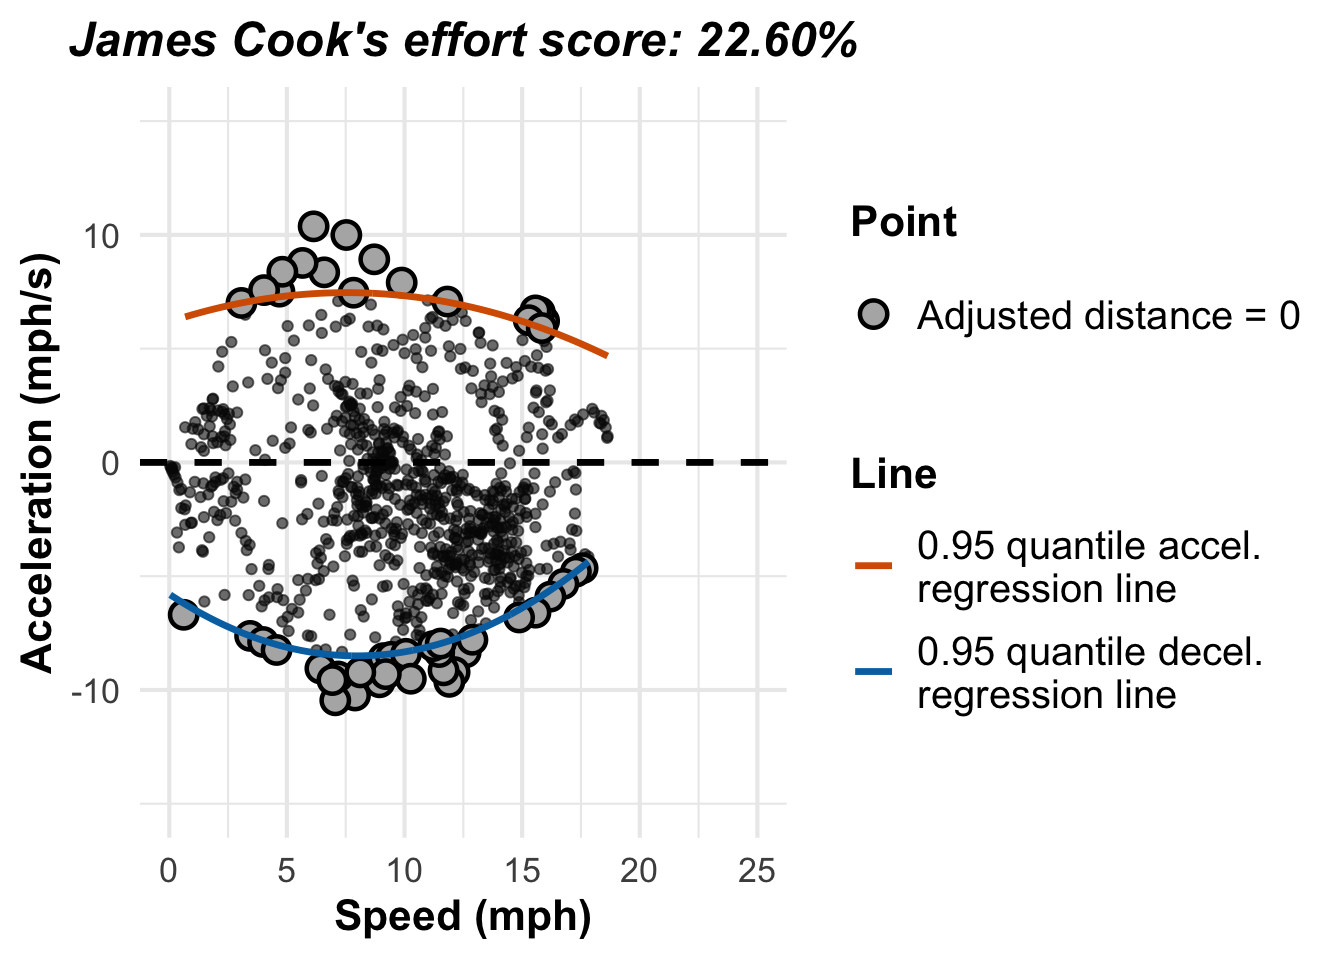 James Cook's effort score: 22.60%
Acceleration (mph/s)
10
0
-10
0 5 10 15 20 25
Speed (mph)
Point
Adjusted distance = 0
Line
0.95 quantile accel.
regression line
0.95 quantile decel.
regression line